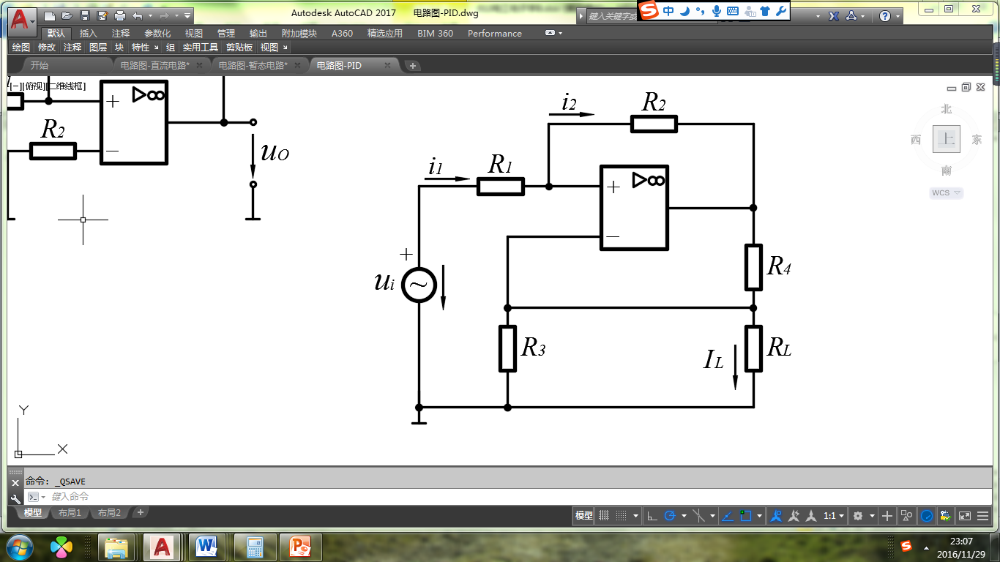 Autodesk AutoCAD 2017 电路图-PID.dwg
键入关键字或
中
默认 插入 注释 参数化 视图 管理 输出 附加模块 A360 精选应用 BIM 360 Performance
绘图 修改 注释 图层 块 特性 组 实用工具 剪贴板 视图
开始 电路图-直流电路* 电路图-暂态电路* 电路图-PID
[−][俯视][二维线框]
+ ▷∞
R2
−
uO
i2 R2
i1 R1
+ ▷∞
−
+
ui ~
R4
R3
IL RL
北
西 上 东
南
WCS
Y
X
命令: _QSAVE
键入命令
模型 布局1 布局2 +
模型 1:1
23:07
2016/11/29